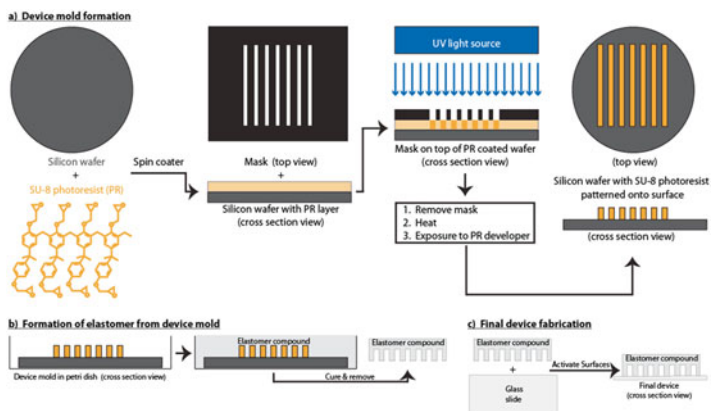 a) Device mold formation
UV light source
Silicon wafer
+
SU-8 photoresist (PR)
Spin coater
Mask (top view)
+
Silicon wafer with PR layer
(cross section view)
Mask on top of PR coated wafer
(cross section view)
1. Remove mask
2. Heat
3. Exposure to PR developer
(top view)
Silicon wafer with SU-8 photoresist
patterned onto surface
(cross section view)
b) Formation of elastomer from device mold
Device mold in petri dish (cross section view)
Elastomer compound
Cure & remove
Elastomer compound
c) Final device fabrication
Elastomer compound
+
Glass
slide
Activate Surfaces
Elastomer compound
Final device
(cross section view)